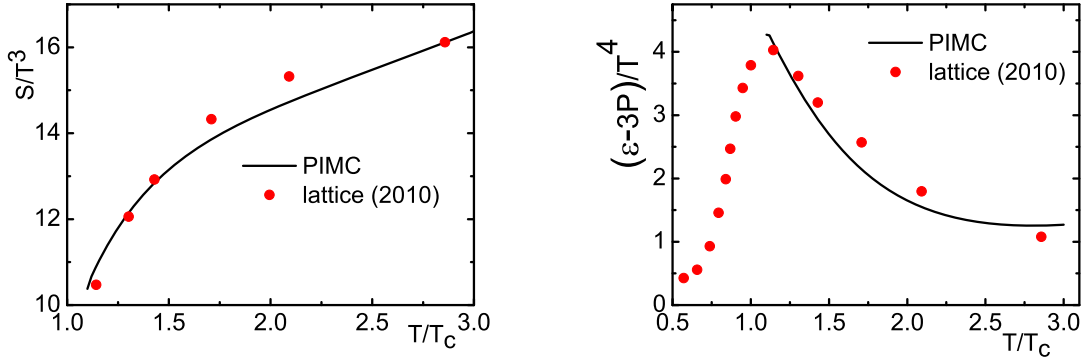 16
14
12
10
S/T³
PIMC
lattice (2010)
1.0 1.5 2.0 2.5 3.0
T/T_C
4
3
2
1
0
(ε-3P)/T⁴
PIMC
lattice (2010)
0.5 1.0 1.5 2.0 2.5 3.0
T/T_C